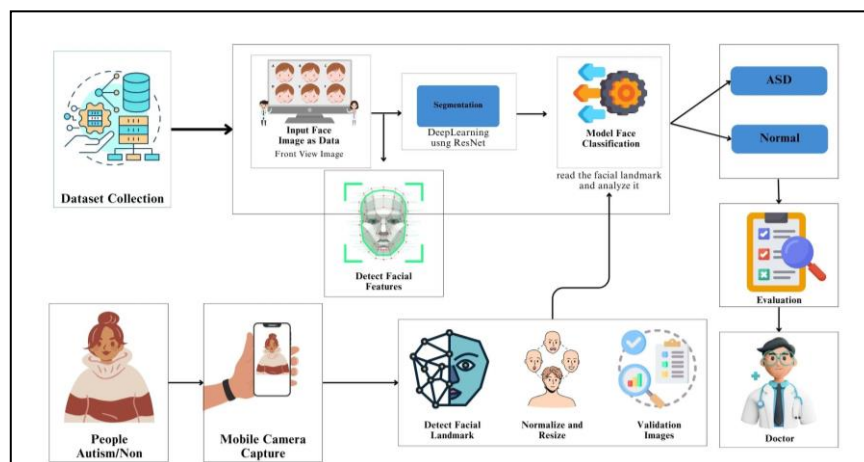 Dataset Collection
Input Face
Image as Data
Front View Image
Segmentation
DeepLearning
usng ResNet
Model Face
Classification
read the facial landmark
and analyze it
ASD
Normal
Detect Facial
Features
Evaluation
People
Autism/Non
Mobile Camera
Capture
Detect Facial
Landmark
Normalize and
Resize
Validation
Images
Doctor